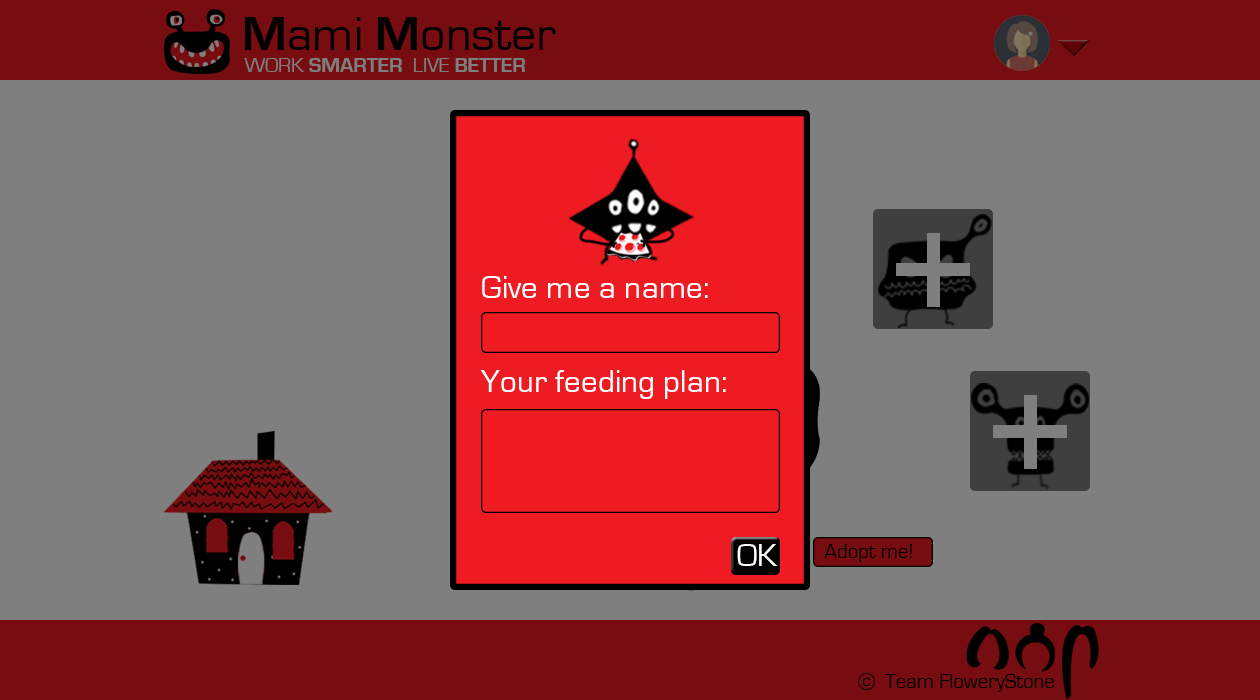 Mami Monster
WORK SMARTER LIVE BETTER
Give me a name:
Your feeding plan:
OK
Adopt me!
© Team FloweryStone